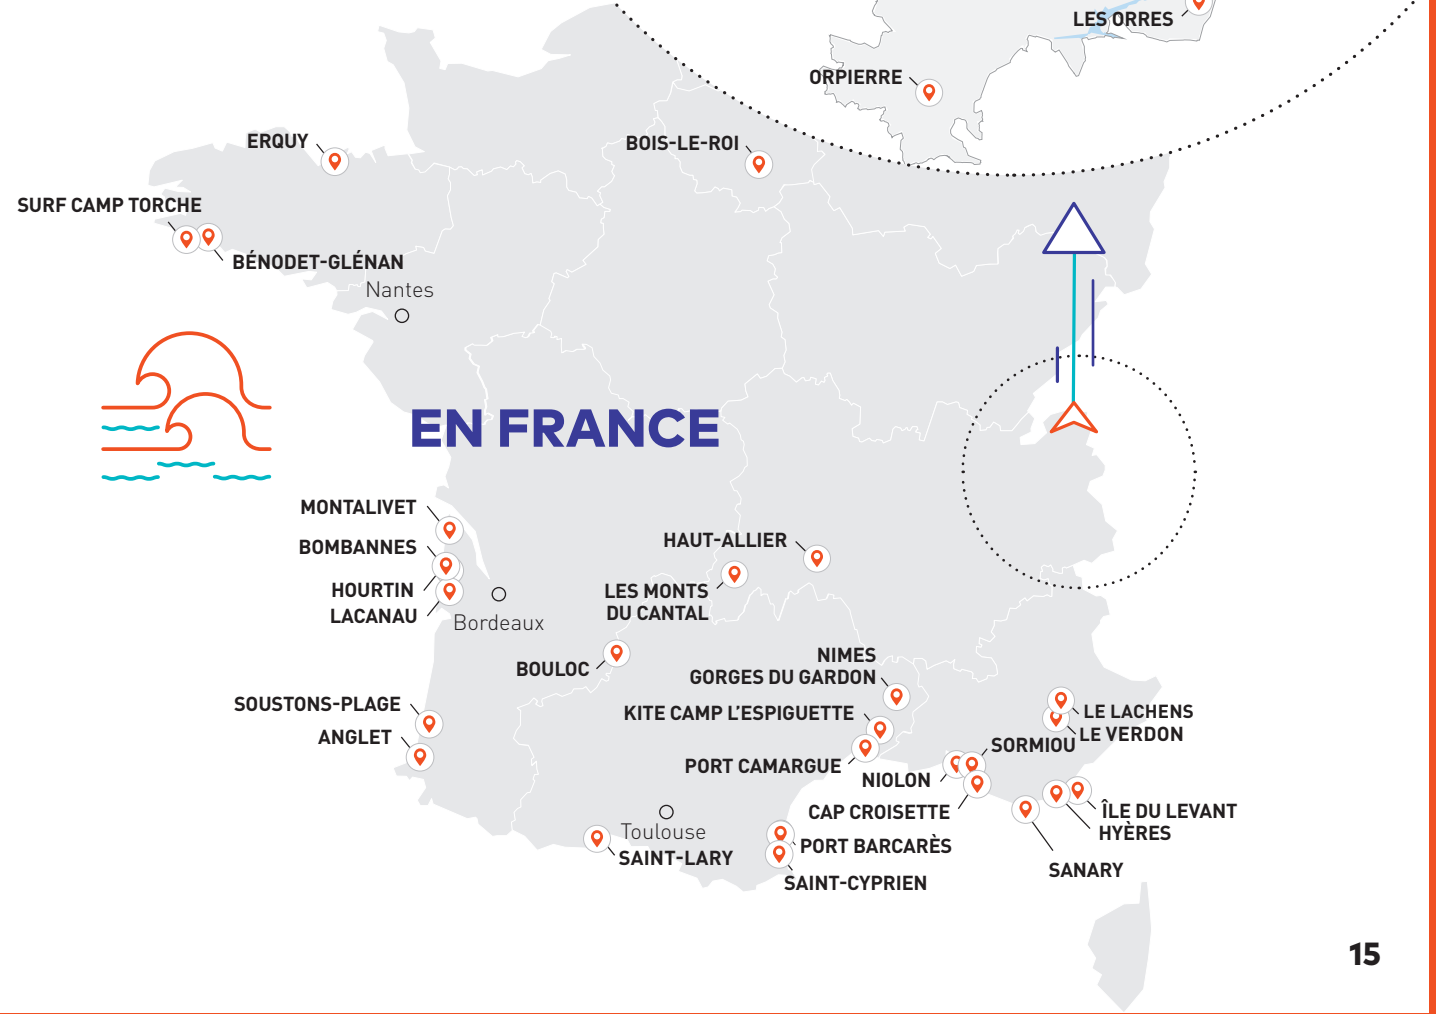 LES ORRES
ORPIERRE
ERQUY
BOIS-LE-ROI
SURF CAMP TORCHE
BÉNODET-GLÉNAN
Nantes
EN FRANCE
MONTALIVET
BOMBANNES
HOURTIN
LACANAU
Bordeaux
HAUT-ALLIER
LES MONTS
DU CANTAL
BOULOC
NIMES
GORGES DU GARDON
KITE CAMP L'ESPIGUETTE
PORT CAMARGUE
SOUSTONS-PLAGE
ANGLET
LE LACHENS
LE VERDON
SORMIOU
NIOLON
CAP CROISETTE
ÎLE DU LEVANT
HYÈRES
SANARY
Toulouse
SAINT-LARY
PORT BARCARÈS
SAINT-CYPRIEN
15